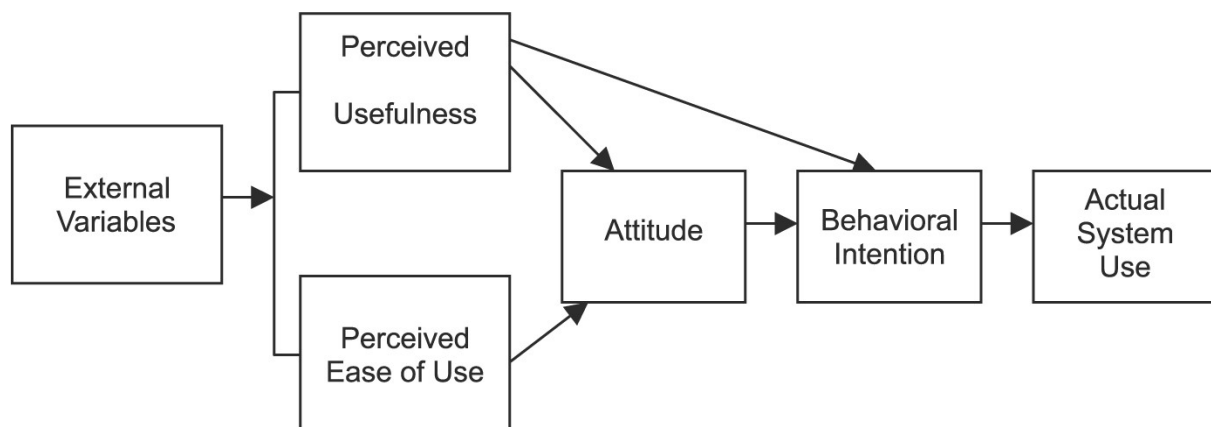 Perceived
Usefulness
External
Variables
Attitude
Behavioral
Intention
Actual
System
Use
Perceived
Ease of Use